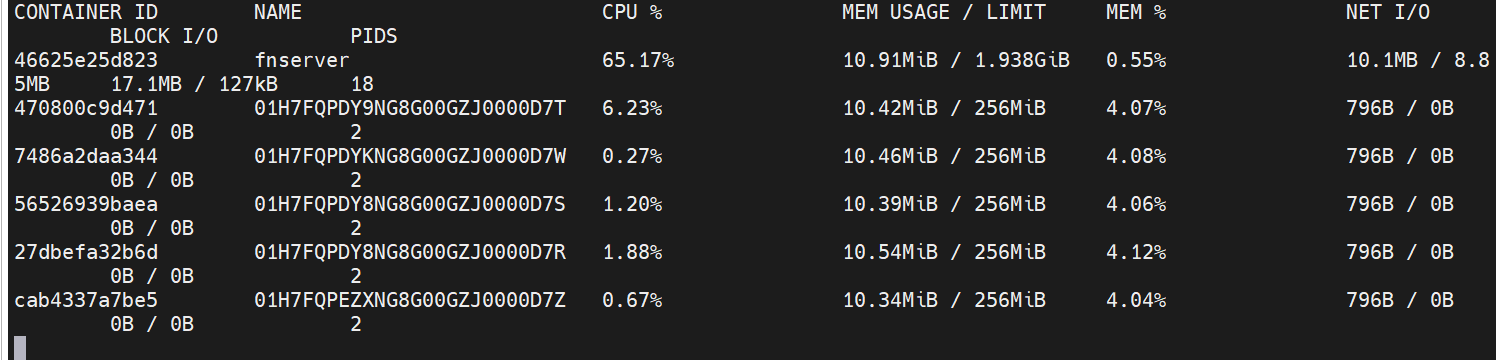 CONTAINER ID        NAME                         CPU %               MEM USAGE / LIMIT     MEM %               NET I/O
        BLOCK I/O           PIDS
46625e25d823        fnserver                     65.17%              10.91MiB / 1.938GiB   0.55%               10.1MB / 8.8
5MB     17.1MB / 127kB      18
470800c9d471        01H7FQPDY9NG8G00GZJ0000D7T   6.23%               10.42MiB / 256MiB     4.07%               796B / 0B
        0B / 0B             2
7486a2daa344        01H7FQPDYKNG8G00GZJ0000D7W   0.27%               10.46MiB / 256MiB     4.08%               796B / 0B
        0B / 0B             2
56526939baea        01H7FQPDY8NG8G00GZJ0000D7S   1.20%               10.39MiB / 256MiB     4.06%               796B / 0B
        0B / 0B             2
27dbefa32b6d        01H7FQPDY8NG8G00GZJ0000D7R   1.88%               10.54MiB / 256MiB     4.12%               796B / 0B
        0B / 0B             2
cab4337a7be5        01H7FQPEZXNG8G00GZJ0000D7Z   0.67%               10.34MiB / 256MiB     4.04%               796B / 0B
        0B / 0B             2